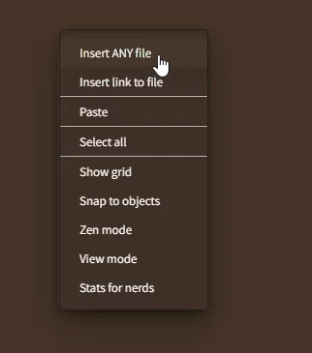 Insert ANY file
Insert link to file
Paste
Select all
Show grid
Snap to objects
Zen mode
View mode
Stats for nerds